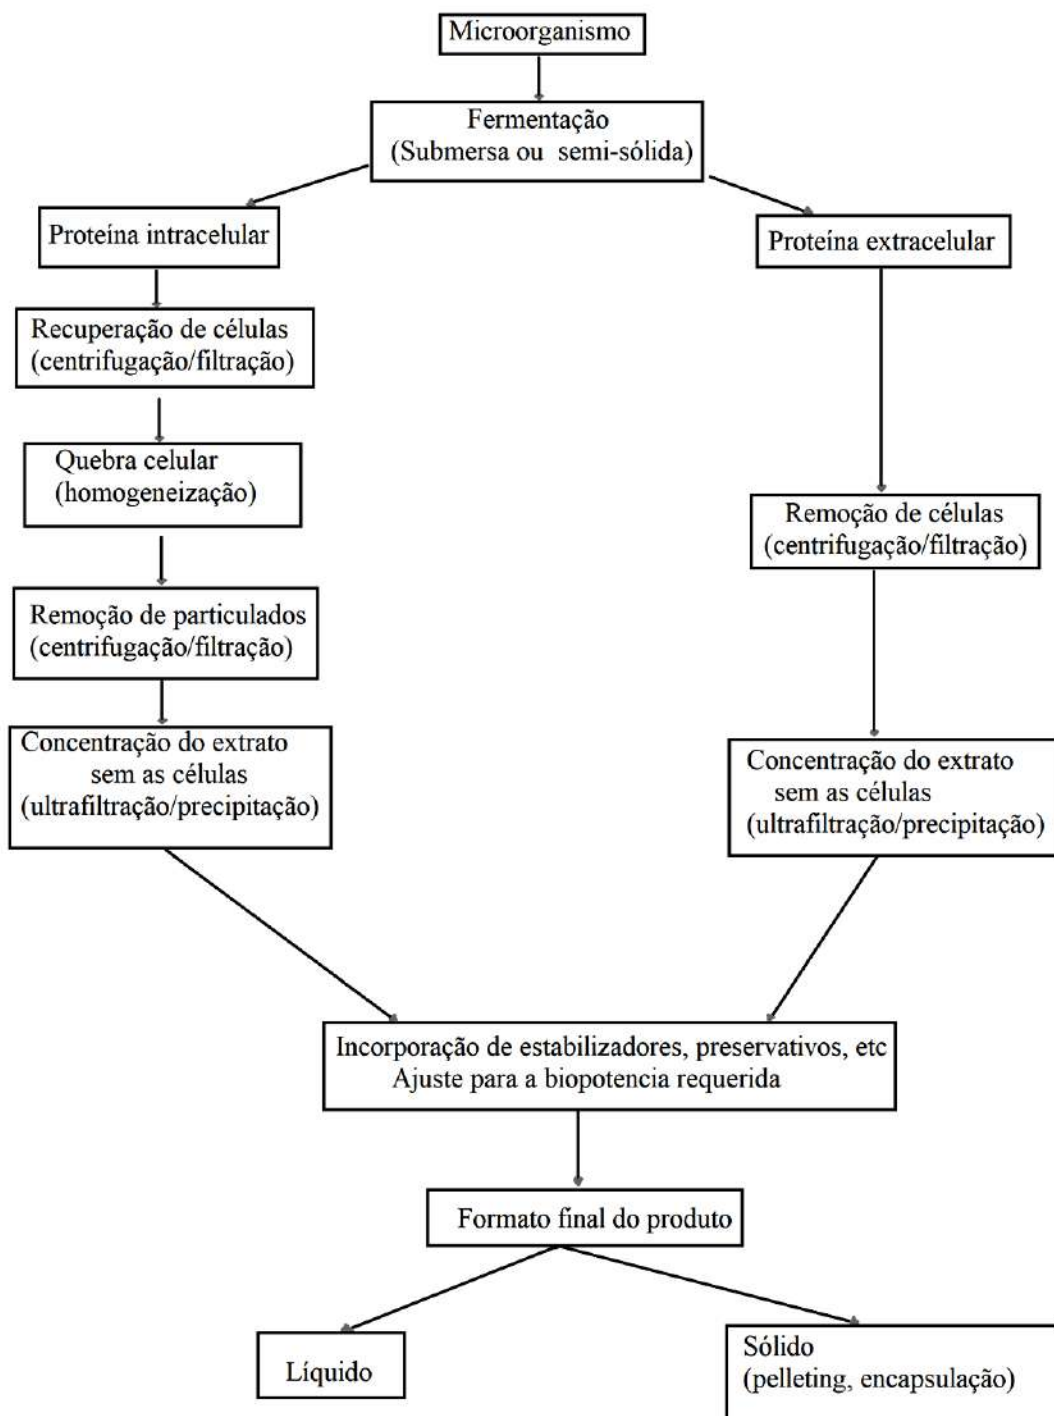 Microorganismo
Fermentação
(Submersa ou semi-sólida)
Proteína intracelular
Proteína extracelular
Recuperação de células
(centrifugação/filtração)
Quebra celular
(homogeneização)
Remoção de células
(centrifugação/filtração)
Remoção de particulados
(centrifugação/filtração)
Concentração do extrato
sem as células
(ultrafiltração/precipitação)
Concentração do extrato
sem as células
(ultrafiltração/precipitação)
Incorporação de estabilizadores, preservativos, etc
Ajuste para a biopotencia requerida
Formato final do produto
Líquido
Sólido
(pelleting, encapsulação)